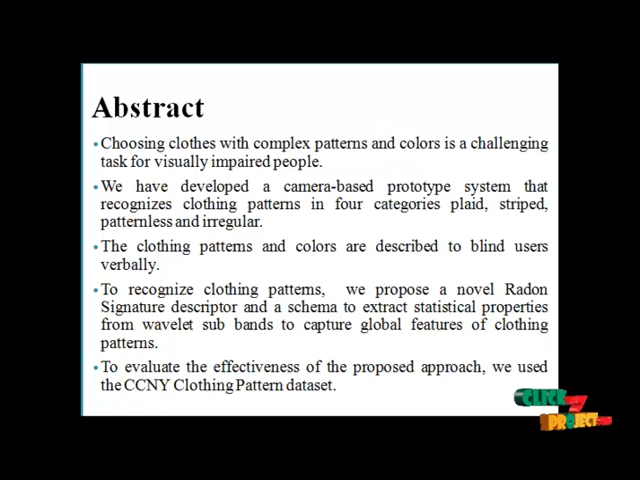 Abstract
•Choosing clothes with complex patterns and colors is a challenging
task for visually impaired people.
•We have developed a camera-based prototype system that
recognizes clothing patterns in four categories plaid, striped,
patternless and irregular.
•The clothing patterns and colors are described to blind users
verbally.
•To recognize clothing patterns, we propose a novel Radon
Signature descriptor and a schema to extract statistical properties
from wavelet sub bands to capture global features of clothing
patterns.
•To evaluate the effectiveness of the proposed approach, we used
the CCNY Clothing Pattern dataset.
CLICK
PROJECT